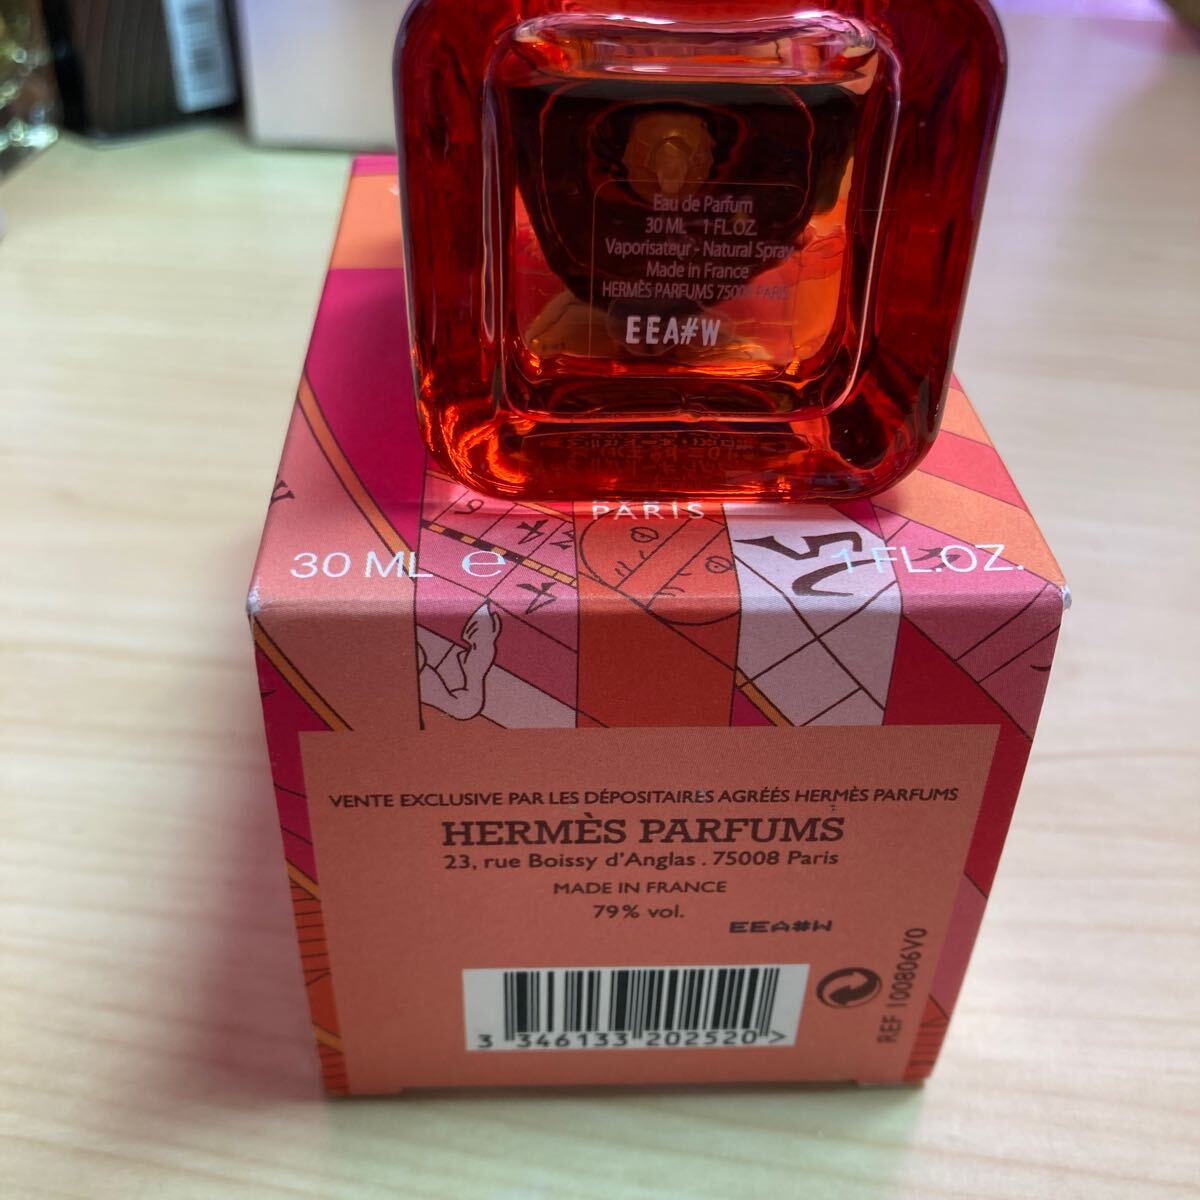 Eau de Parfum
30 ML 1 FL.OZ.
Vaporisateur - Natural Spray
Made in France
HERMÈS PARFUMS PARIS
EEA#W
PARIS
30 ML ℮ 1 FL.OZ.
VENTE EXCLUSIVE PAR LES DÉPOSITAIRES AGRÉÉS HERMÈS PARFUMS
HERMÈS PARFUMS
23, rue Boissy d'Anglas . 75008 Paris
MADE IN FRANCE
79% vol.
EEA#W
REF 100806V0
3 346133 202520 >